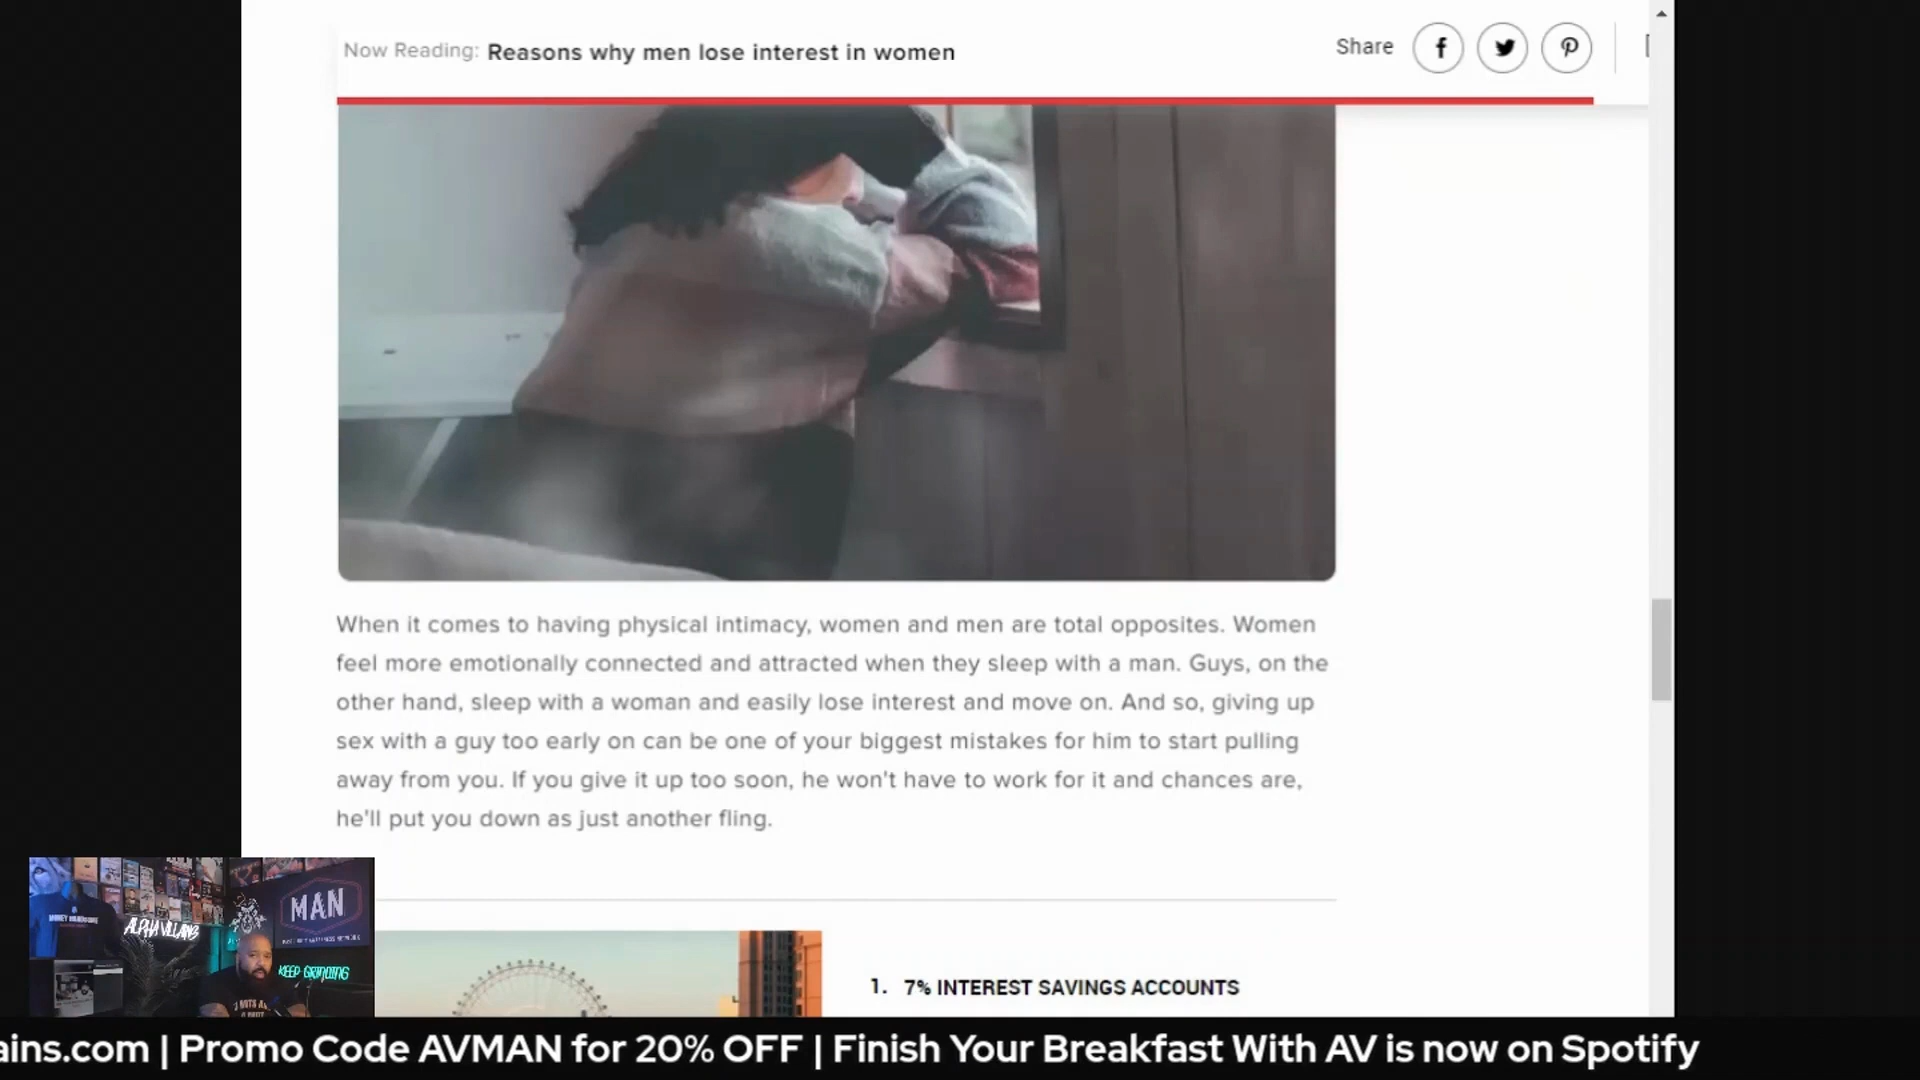 Now Reading: Reasons why men lose interest in women
Share
When it comes to having physical intimacy, women and men are total opposites. Women
feel more emotionally connected and attracted when they sleep with a man. Guys, on the
other hand, sleep with a woman and easily lose interest and move on. And so, giving up
sex with a guy too early on can be one of your biggest mistakes for him to start pulling
away from you. If you give it up too soon, he won't have to work for it and chances are,
he'll put you down as just another fling.
MAN
ALPHA VILLAINS
KEEP GRINDING
1. 7% INTEREST SAVINGS ACCOUNTS
ains.com | Promo Code AVMAN for 20% OFF | Finish Your Breakfast With AV is now on Spotify